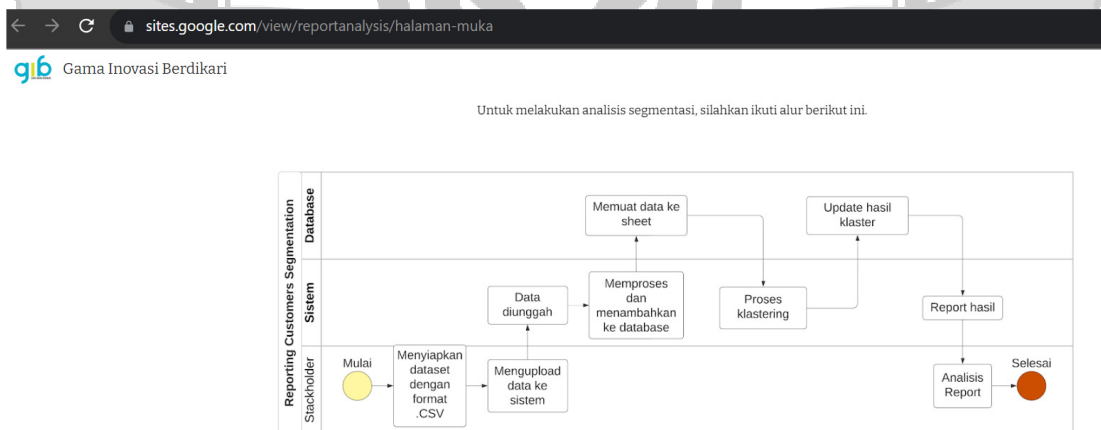 sites.google.com/view/reportanalysis/halaman-muka
gib Gama Inovasi Berdikari
Untuk melakukan analisis segmentasi, silahkan ikuti alur berikut ini.
Reporting Customers Segmentation
Database
Memuat data ke
sheet
Update hasil
klaster
Sistem
Data
diunggah
Memproses
dan
menambahkan
ke database
Proses
klastering
Report hasil
Stackholder
Mulai
Menyiapkan
dataset
dengan
format
.CSV
Mengupload
data ke
sistem
Analisis
Report
Selesai